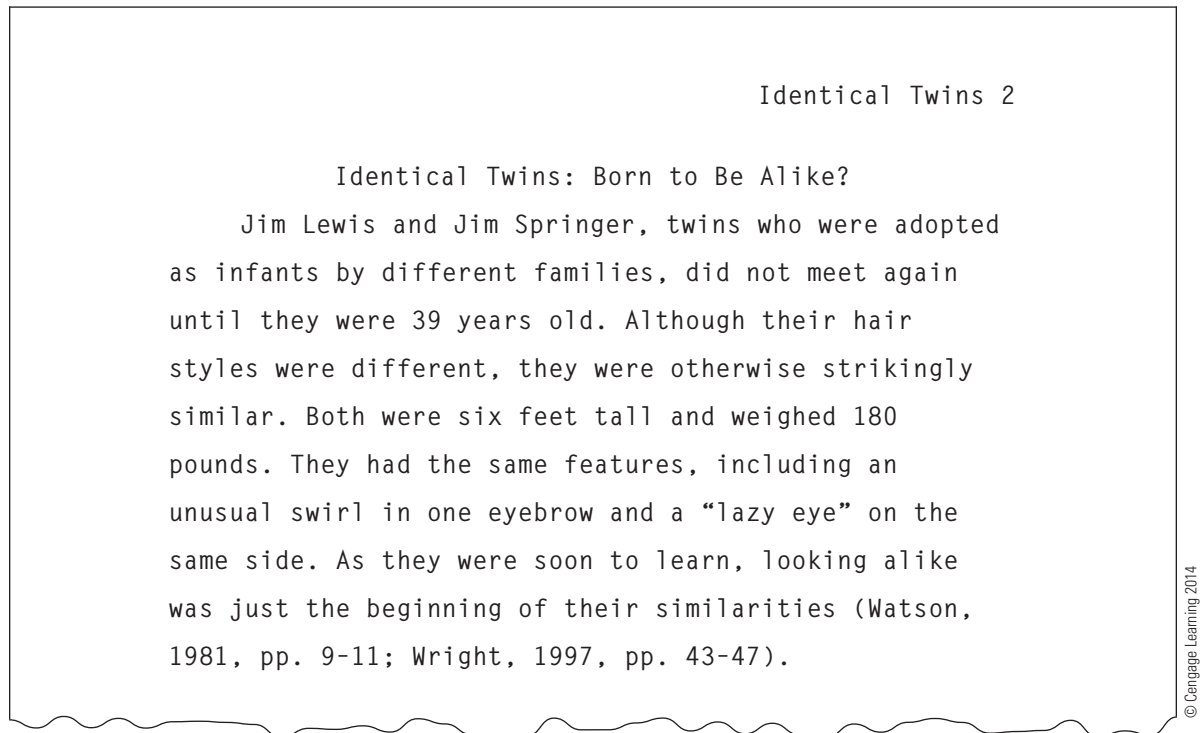 Identical Twins 2
Identical Twins: Born to Be Alike?
Jim Lewis and Jim Springer, twins who were adopted
as infants by different families, did not meet again
until they were 39 years old. Although their hair
styles were different, they were otherwise strikingly
similar. Both were six feet tall and weighed 180
pounds. They had the same features, including an
unusual swirl in one eyebrow and a “lazy eye” on the
same side. As they were soon to learn, looking alike
was just the beginning of their similarities (Watson,
1981, pp. 9-11; Wright, 1997, pp. 43-47).
© Cengage Learning 2014